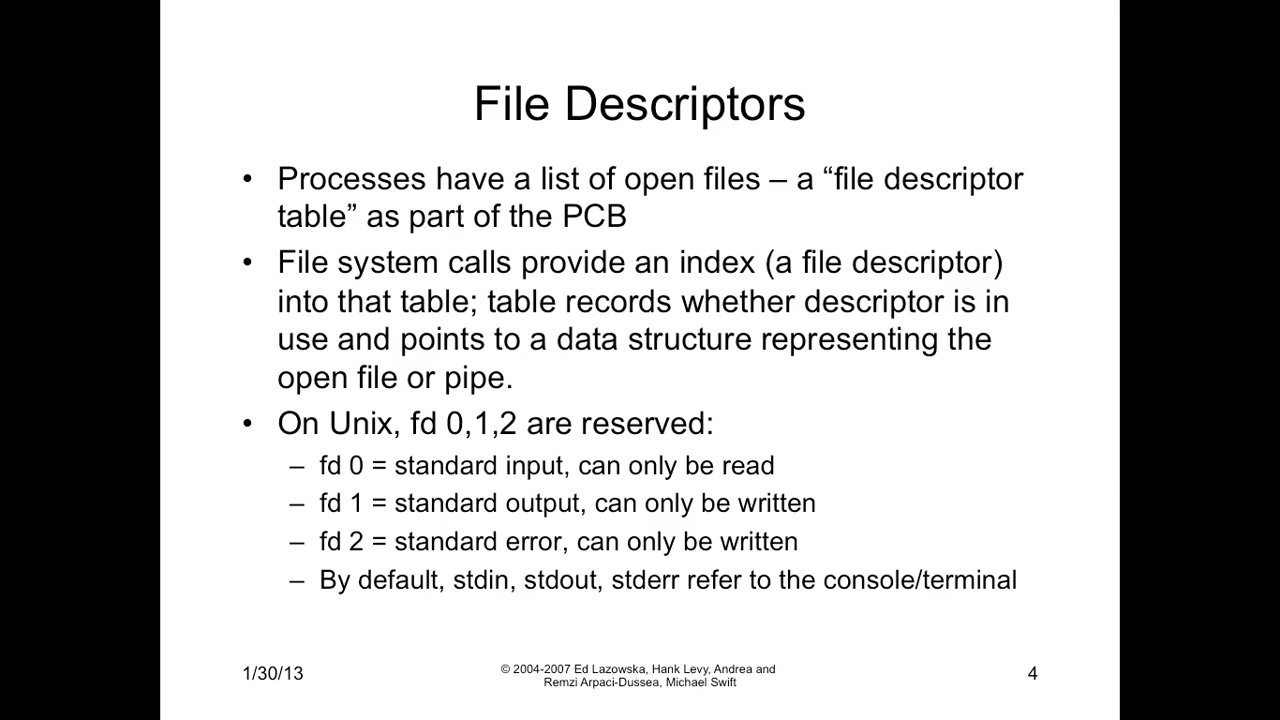 File Descriptors
• Processes have a list of open files – a “file descriptor
table” as part of the PCB
• File system calls provide an index (a file descriptor)
into that table; table records whether descriptor is in
use and points to a data structure representing the
open file or pipe.
• On Unix, fd 0,1,2 are reserved:
– fd 0 = standard input, can only be read
– fd 1 = standard output, can only be written
– fd 2 = standard error, can only be written
– By default, stdin, stdout, stderr refer to the console/terminal
1/30/13
© 2004-2007 Ed Lazowska, Hank Levy, Andrea and
Remzi Arpaci-Dussea, Michael Swift
4